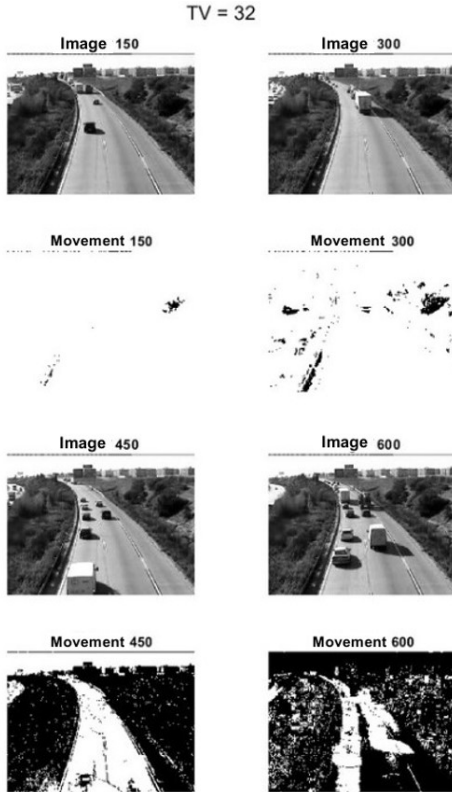 TV = 32
Image 150
Image 300
Movement 150
Movement 300
Image 450
Image 600
Movement 450
Movement 600